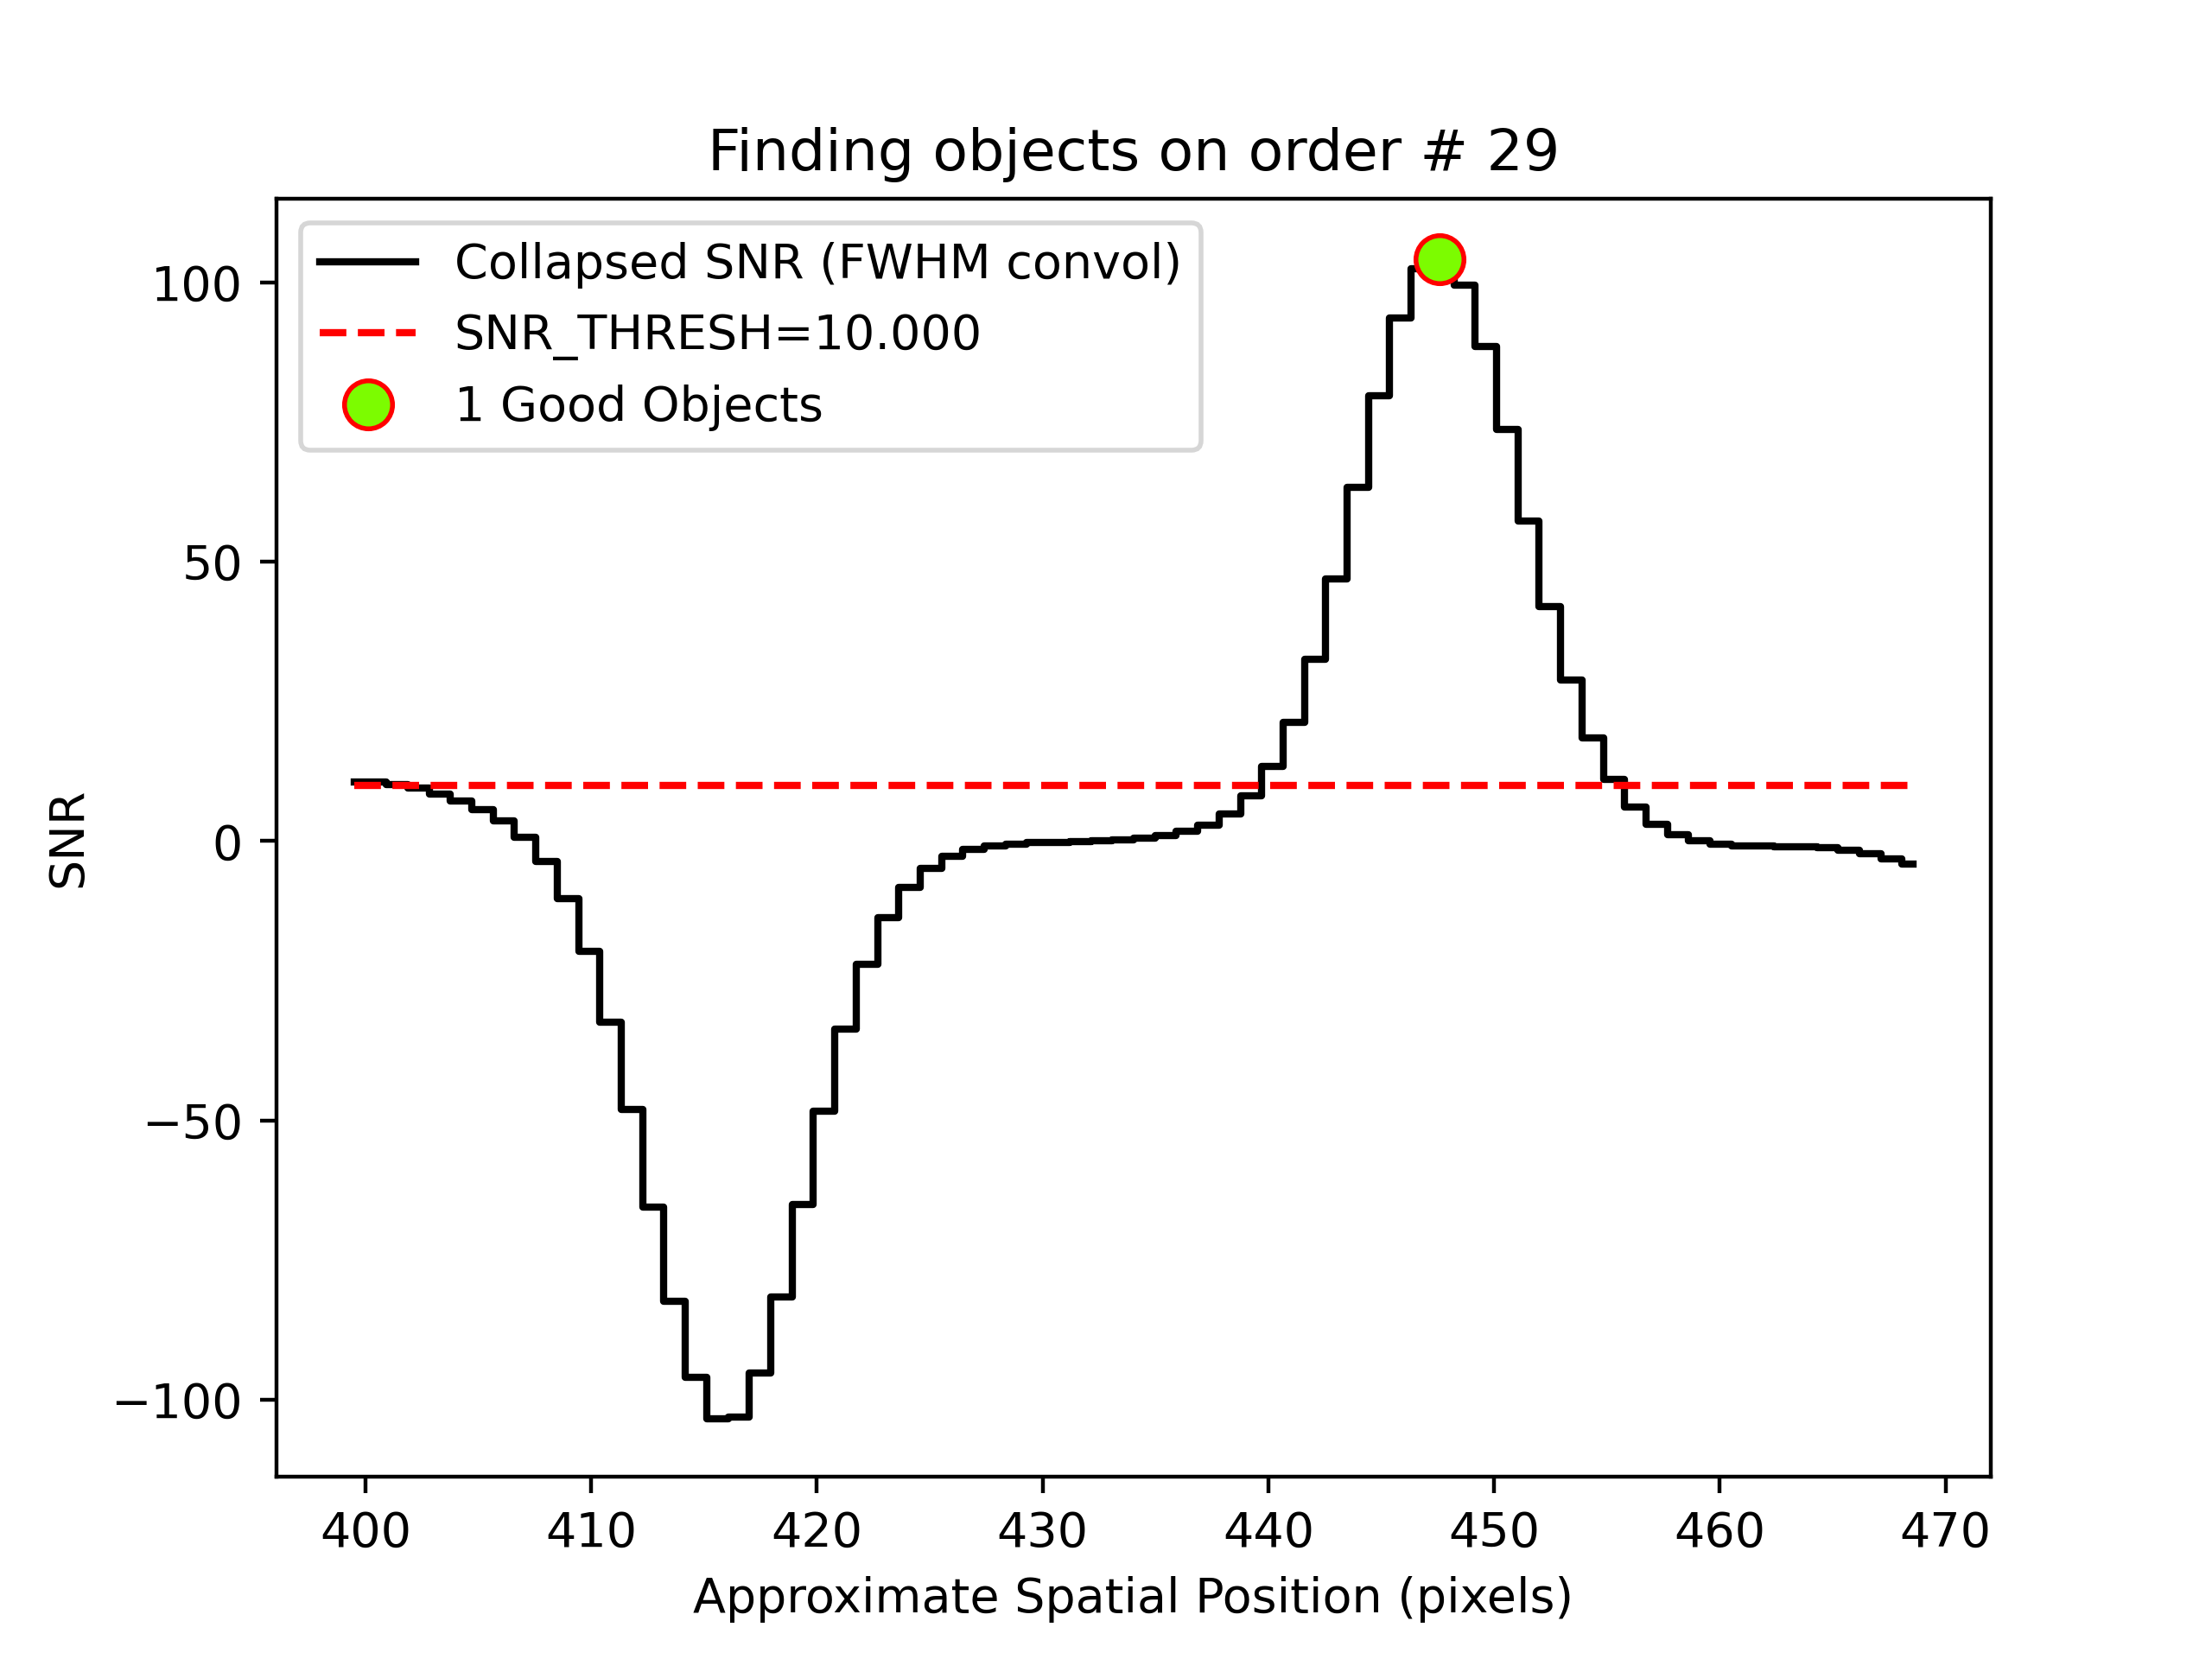 Finding objects on order # 29
Collapsed SNR (FWHM convol)
SNR_THRESH=10.000
1 Good Objects
100
50
0
−50
−100
SNR
400 410 420 430 440 450 460 470
Approximate Spatial Position (pixels)